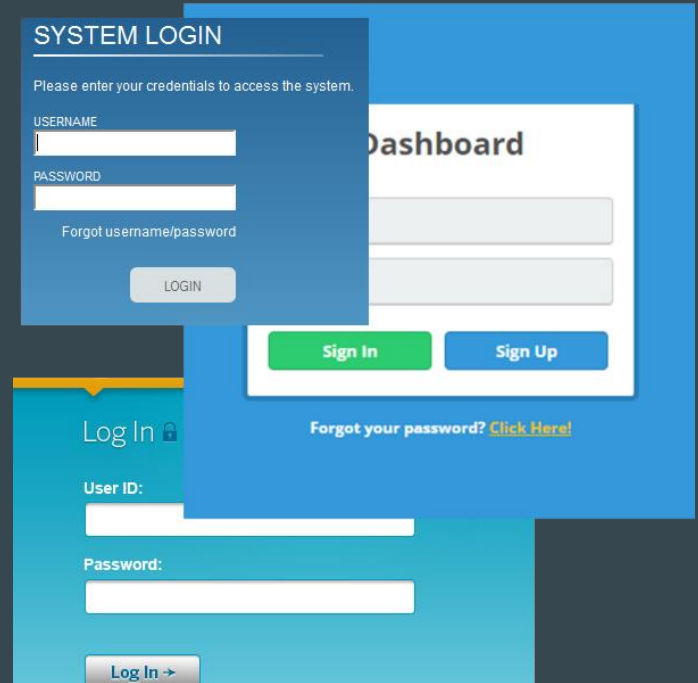 SYSTEM LOGIN
Please enter your credentials to access the system.
USERNAME
PASSWORD
Forgot username/password
LOGIN
Dashboard
Sign In Sign Up
Forgot your password? Click Here!
Log In
User ID:
Password:
Log In →